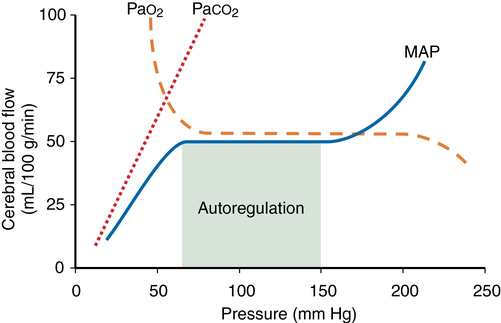 PaO2
PaCO2
MAP
100
75
50
25
0
Cerebral blood flow
(mL/100 g/min)
Autoregulation
0
50
100
150
200
250
Pressure (mm Hg)